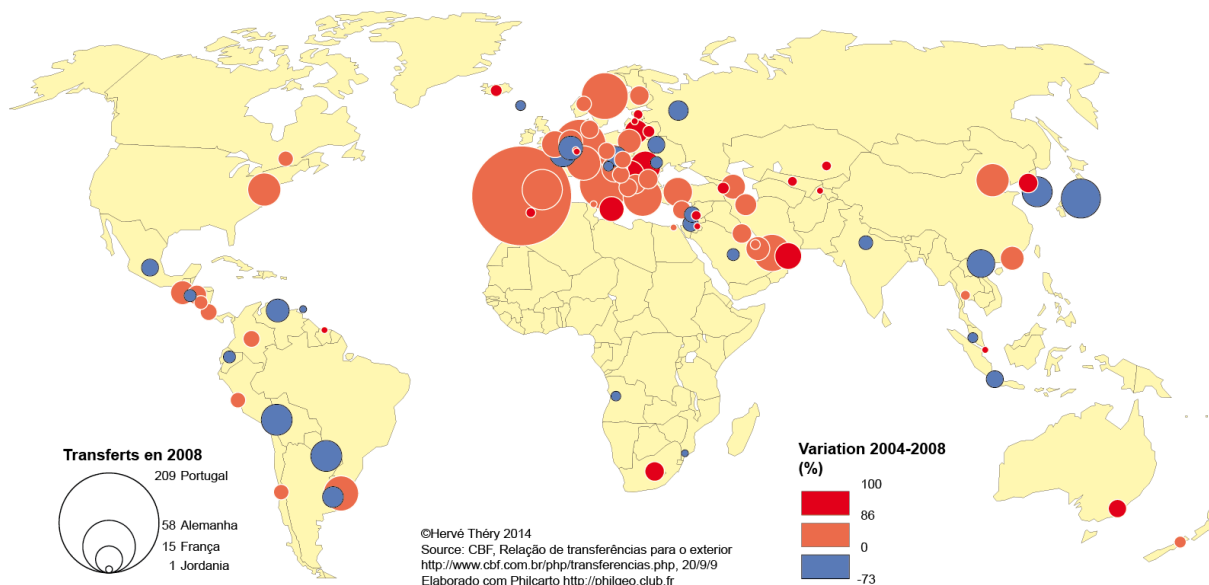 Transferts en 2008
209 Portugal
58 Alemanha
15 França
1 Jordania
©Hervé Théry 2014
Source: CBF, Relação de transferências para o exterior
http://www.cbf.com.br/php/transferencias.php, 20/9/9
Elaborado com Philcarto http://philgeo.club.fr
Variation 2004-2008
(%)
100
86
0
-73